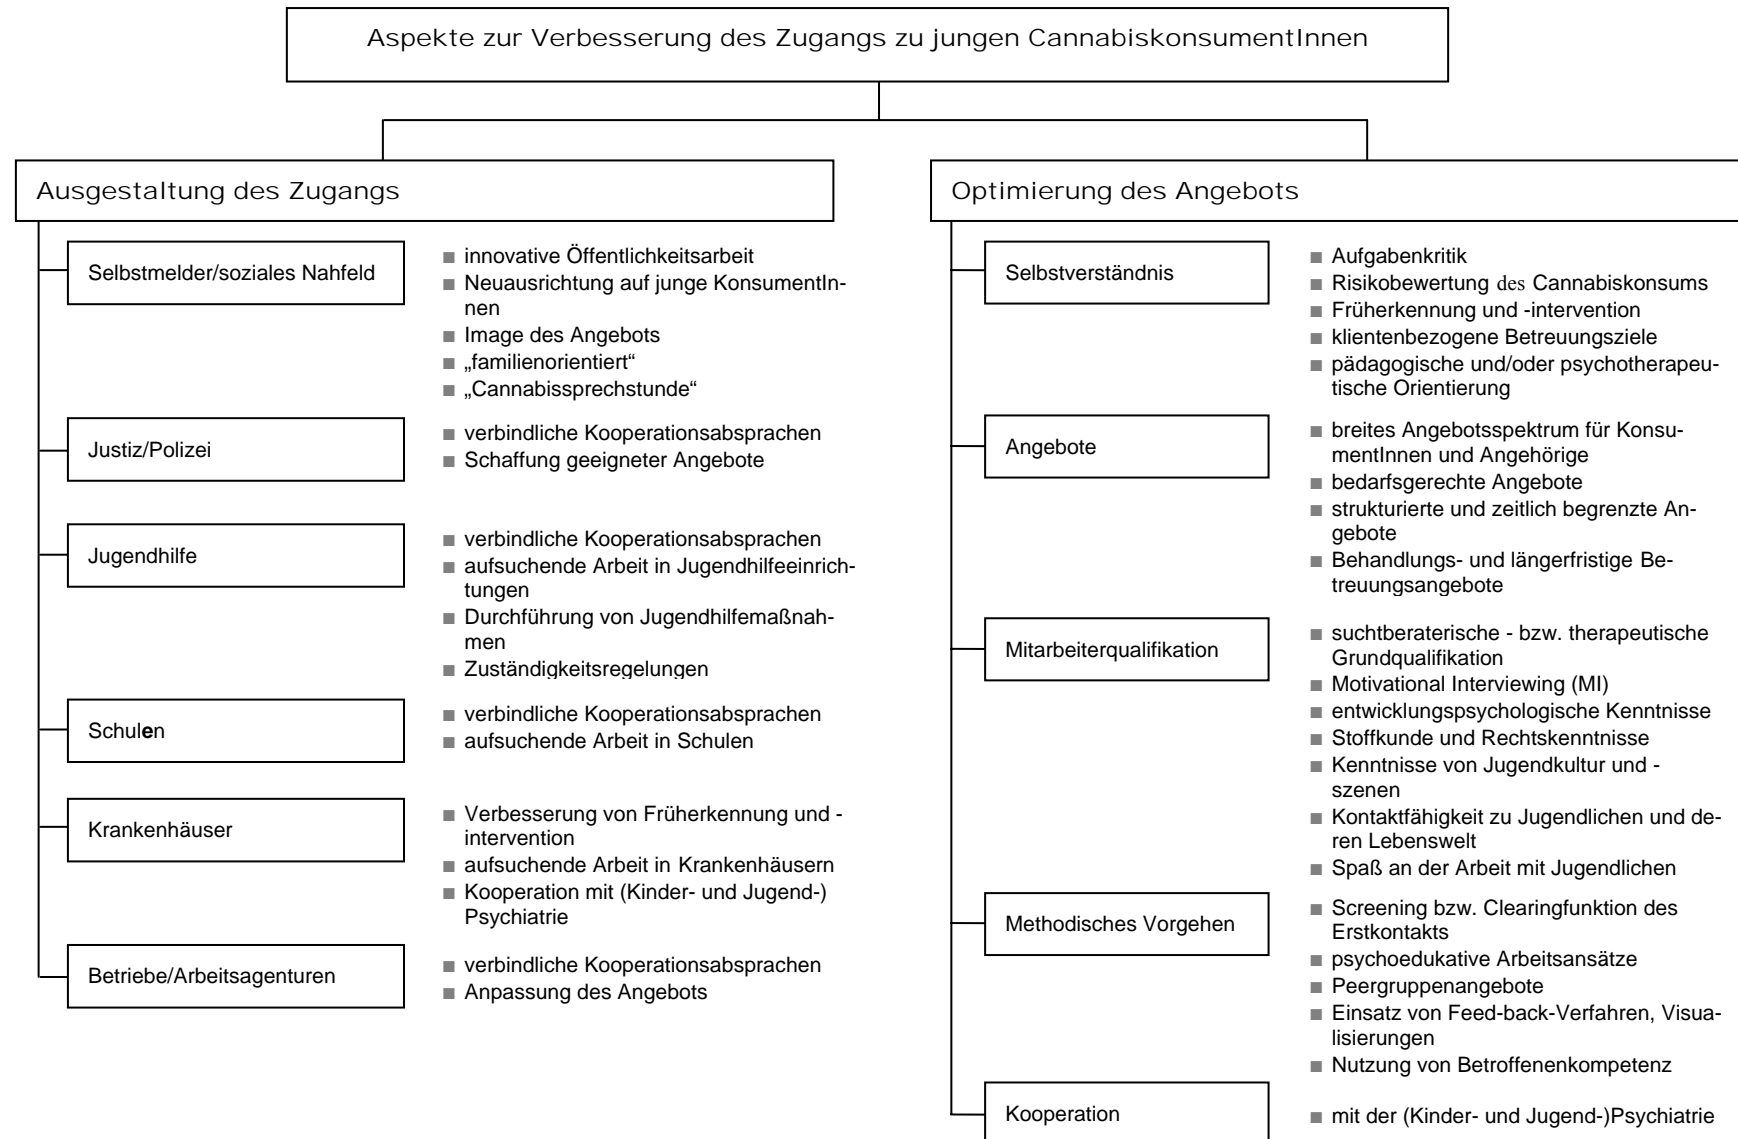 Aspekte zur Verbesserung des Zugangs zu jungen CannabiskonsumentInnen
Ausgestaltung des Zugangs
Selbstmelder/soziales Nahfeld
■ innovative Öffentlichkeitsarbeit
■ Neuausrichtung auf junge KonsumentIn-
nen
■ Image des Angebots
■ „familienorientiert“
■ „Cannabissprechstunde“
Justiz/Polizei
■ verbindliche Kooperationsabsprachen
■ Schaffung geeigneter Angebote
Jugendhilfe
■ verbindliche Kooperationsabsprachen
■ aufsuchende Arbeit in Jugendhilfeeinrich-
tungen
■ Durchführung von Jugendhilfemaßnah-
men
■ Zuständigkeitsregelungen
Schulen
■ verbindliche Kooperationsabsprachen
■ aufsuchende Arbeit in Schulen
Krankenhäuser
■ Verbesserung von Früherkennung und -
intervention
■ aufsuchende Arbeit in Krankenhäusern
■ Kooperation mit (Kinder- und Jugend-)
Psychiatrie
Betriebe/Arbeitsagenturen
■ verbindliche Kooperationsabsprachen
■ Anpassung des Angebots
Optimierung des Angebots
Selbstverständnis
■ Aufgabenkritik
■ Risikobewertung des Cannabiskonsums
■ Früherkennung und -intervention
■ klientenbezogene Betreuungsziele
■ pädagogische und/oder psychotherapeu-
tische Orientierung
Angebote
■ breites Angebotsspektrum für Konsu-
mentInnen und Angehörige
■ bedarfsgerechte Angebote
■ strukturierte und zeitlich begrenzte An-
gebote
■ Behandlungs- und längerfristige Be-
treuungsangebote
Mitarbeiterqualifikation
■ suchtberaterische - bzw. therapeutische
Grundqualifikation
■ Motivational Interviewing (MI)
■ entwicklungspsychologische Kenntnisse
■ Stoffkunde und Rechtskenntnisse
■ Kenntnisse von Jugendkultur und -
szenen
■ Kontaktfähigkeit zu Jugendlichen und de-
ren Lebenswelt
■ Spaß an der Arbeit mit Jugendlichen
Methodisches Vorgehen
■ Screening bzw. Clearingfunktion des
Erstkontakts
■ psychoedukative Arbeitsansätze
■ Peergruppenangebote
■ Einsatz von Feed-back-Verfahren, Visua-
lisierungen
■ Nutzung von Betroffenenkompetenz
Kooperation
■ mit der (Kinder- und Jugend-)Psychiatrie